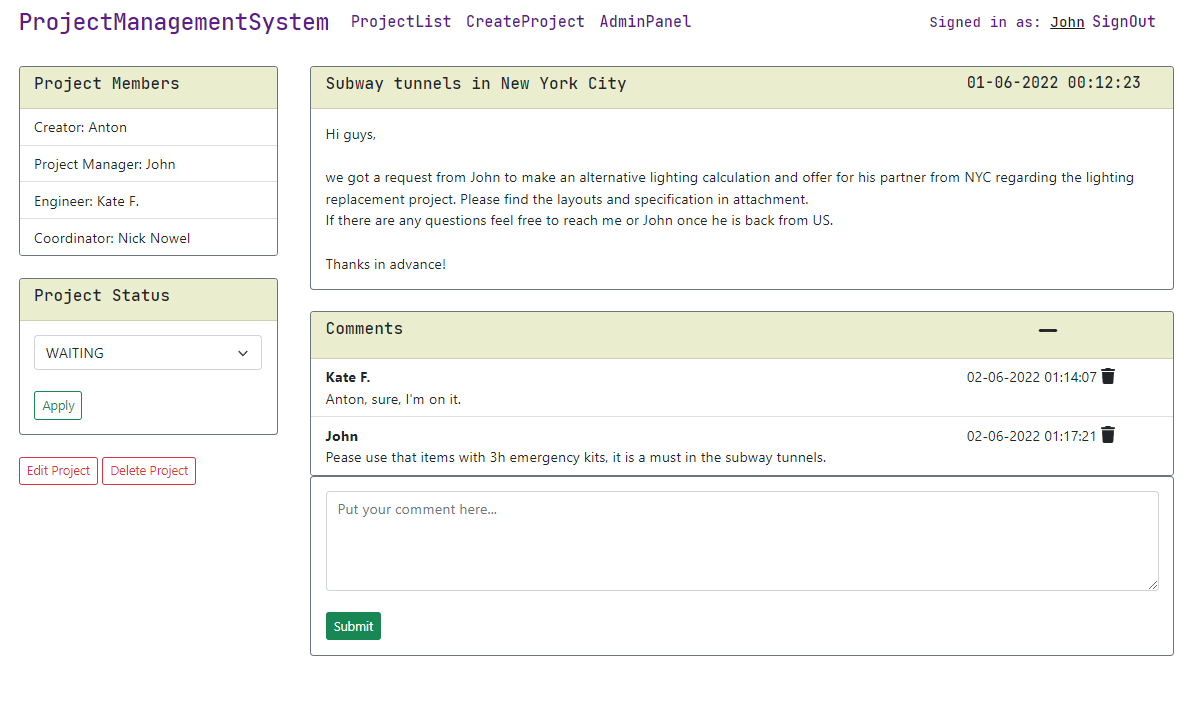 ProjectManagementSystem ProjectList CreateProject AdminPanel Signed in as: John SignOut
Project Members
Creator: Anton
Project Manager: John
Engineer: Kate F.
Coordinator: Nick Nowel
Project Status
WAITING
Apply
Edit Project Delete Project
Subway tunnels in New York City 01-06-2022 00:12:23
Hi guys,
we got a request from John to make an alternative lighting calculation and offer for his partner from NYC regarding the lighting
replacement project. Please find the layouts and specification in attachment.
If there are any questions feel free to reach me or John once he is back from US.
Thanks in advance!
Comments
Kate F. 02-06-2022 01:14:07
Anton, sure, I'm on it.
John 02-06-2022 01:17:21
Pease use that items with 3h emergency kits, it is a must in the subway tunnels.
Put your comment here...
Submit